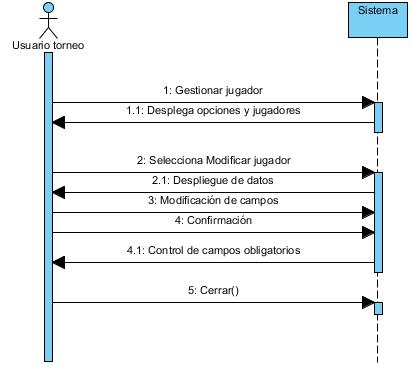 Sistema
Usuario torneo
1: Gestionar jugador
1.1: Desplega opciones y jugadores
2: Selecciona Modificar jugador
2.1: Despliegue de datos
3: Modificación de campos
4: Confirmación
4.1: Control de campos obligatorios
5: Cerrar()